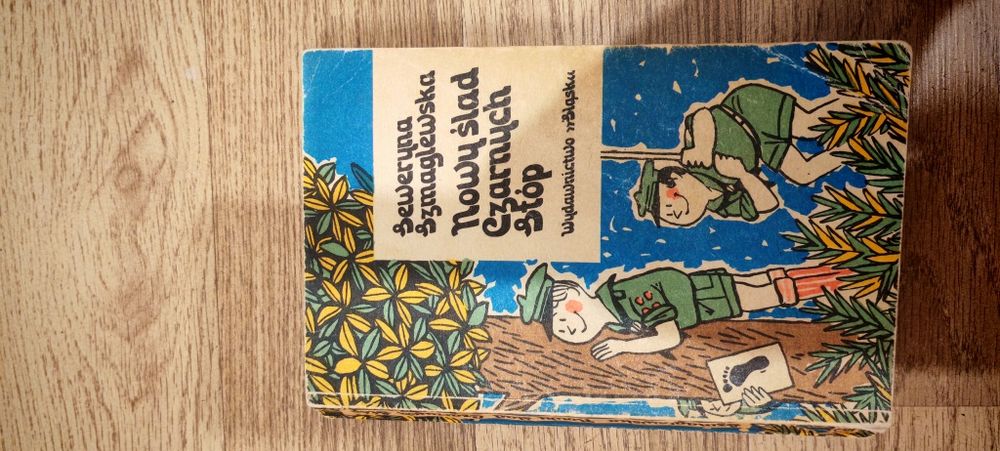 Seweryna
Szmaglewska
Nowy ślad
Czarnych
Stóp
Wydawnictwo „Śląsk”